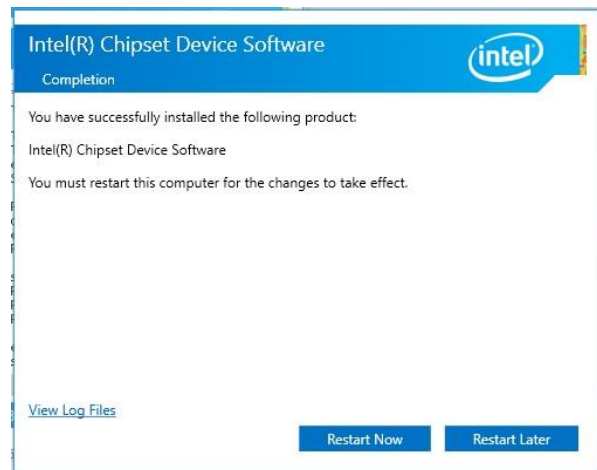 Intel(R) Chipset Device Software
intel
Completion
You have successfully installed the following product:
Intel(R) Chipset Device Software
You must restart this computer for the changes to take effect.
View Log Files
Restart Now
Restart Later